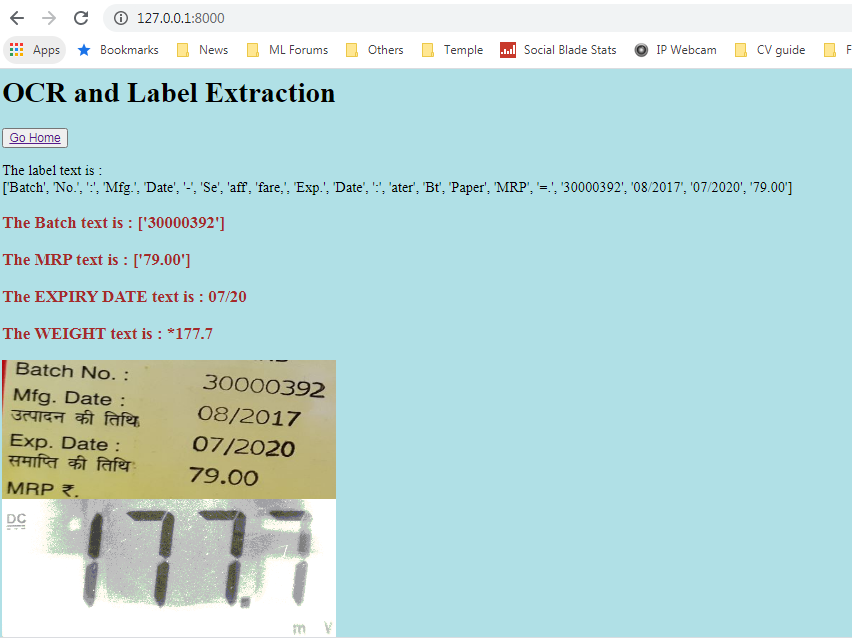 127.0.0.1:8000
Apps Bookmarks News ML Forums Others Temple Social Blade Stats IP Webcam CV guide F
OCR and Label Extraction
Go Home
The label text is :
['Batch', 'No.', ':', 'Mfg.', 'Date', '-', 'Se', 'aff', 'fare,', 'Exp.', 'Date', ':', 'ater', 'Bt', 'Paper', 'MRP', '=.', '30000392', '08/2017', '07/2020', '79.00']
The Batch text is : ['30000392']
The MRP text is : ['79.00']
The EXPIRY DATE text is : 07/20
The WEIGHT text is : *177.7
Batch No. : 30000392
Mfg. Date : 08/2017
उत्पादन की तिथि
Exp. Date : 07/2020
समाप्ति की तिथि
79.00
MRP ₹.
DC
177.7
m V